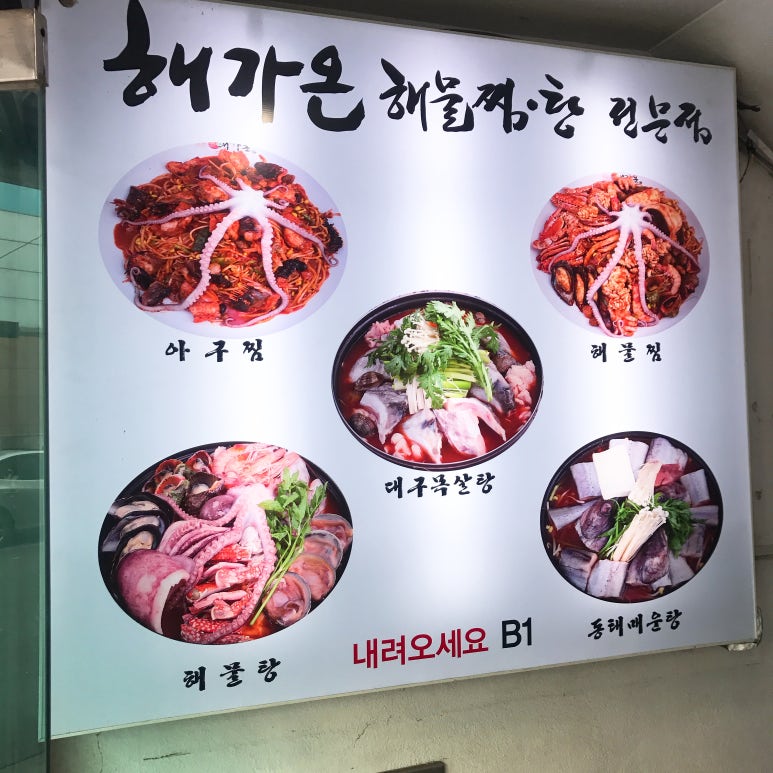 해가온 해물찜·탕 전문점
아구찜
해물찜
대구목살탕
해물탕
동태매운탕
내려오세요 B1